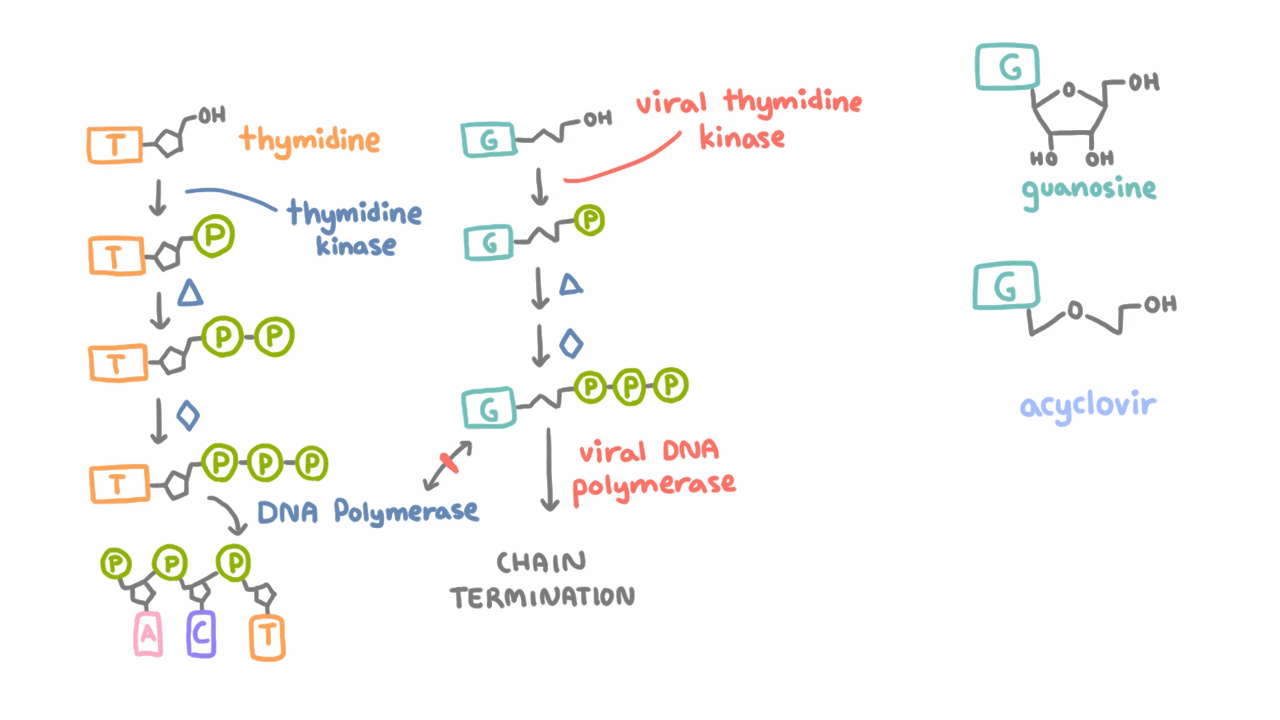 T
OH
thymidine
thymidine
kinase
T
P
T
P P
T
P P P
DNA Polymerase
P P P
A C T
G
OH
viral thymidine
kinase
G
P
G
P P P
viral DNA
polymerase
CHAIN
TERMINATION
G
O
OH
HO OH
guanosine
G
O
OH
acyclovir